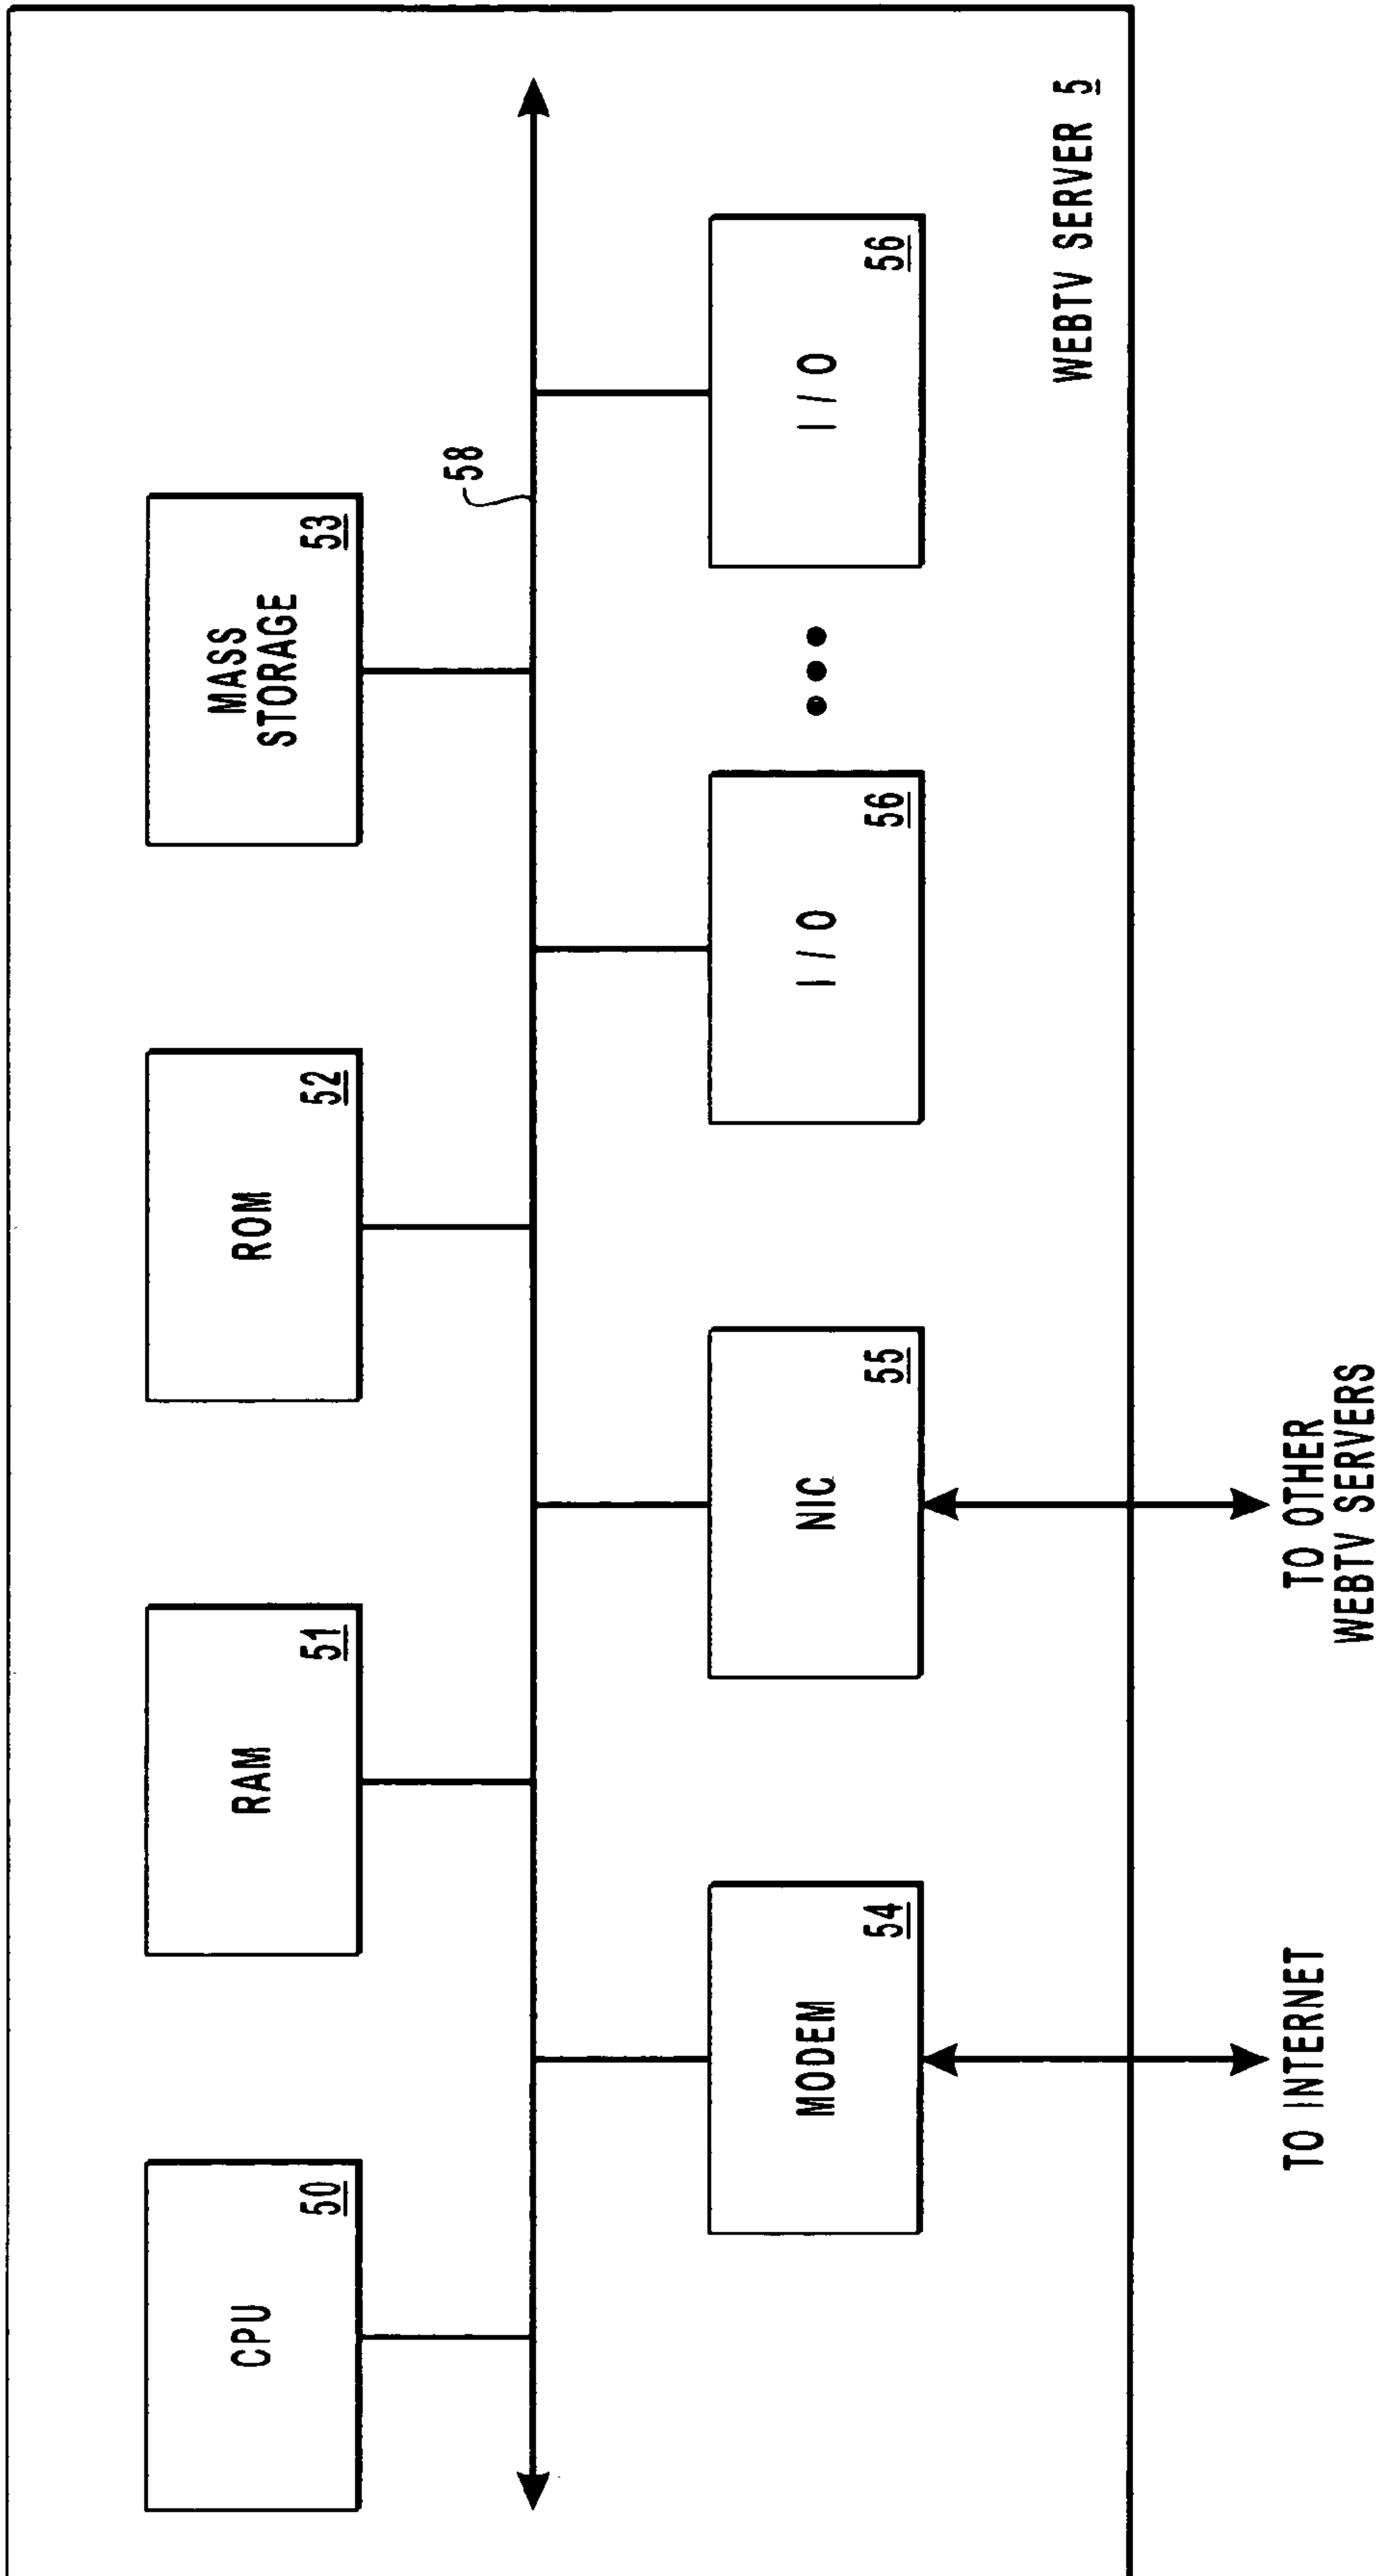 CPU
50
RAM
51
ROM
52
MASS
STORAGE
53
58
MODEM
54
NIC
55
I / O
56
I / O
56
WEBTV SERVER 5
TO INTERNET
TO OTHER
WEBTV SERVERS